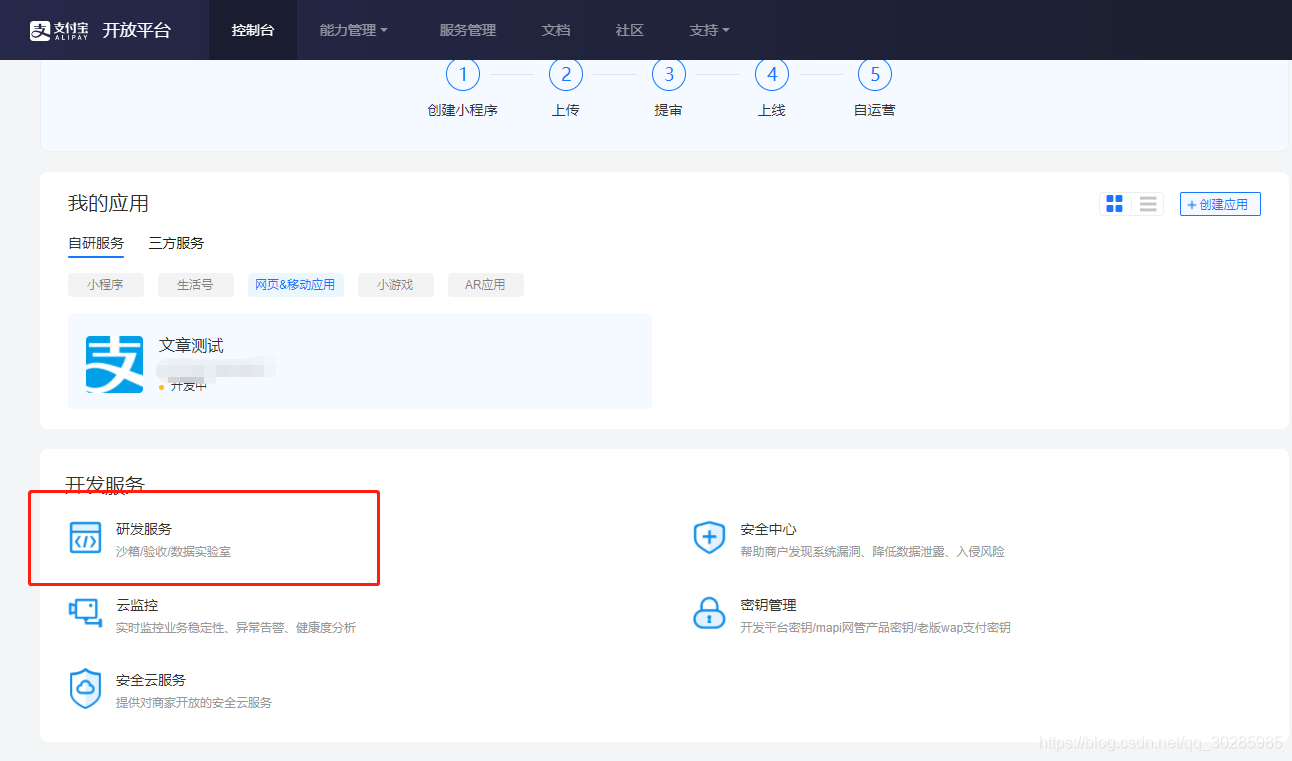 支付宝 ALIPAY 开放平台 控制台 能力管理 服务管理 文档 社区 支持
1 2 3 4 5
创建小程序 上传 提审 上线 自运营
我的应用
+ 创建应用
自研服务 三方服务
小程序 生活号 网页&移动应用 小游戏 AR应用
文章测试
开发中
开发服务
研发服务
沙箱/验收/数据实验室
安全中心
帮助商户发现系统漏洞、降低数据泄露、入侵风险
云监控
实时监控业务稳定性、异常告警、健康度分析
密钥管理
开发平台密钥/mapi网管产品密钥/老版wap支付密钥
安全云服务
提供对商家开放的安全云服务
https://blog.csdn.net/qq_30285985